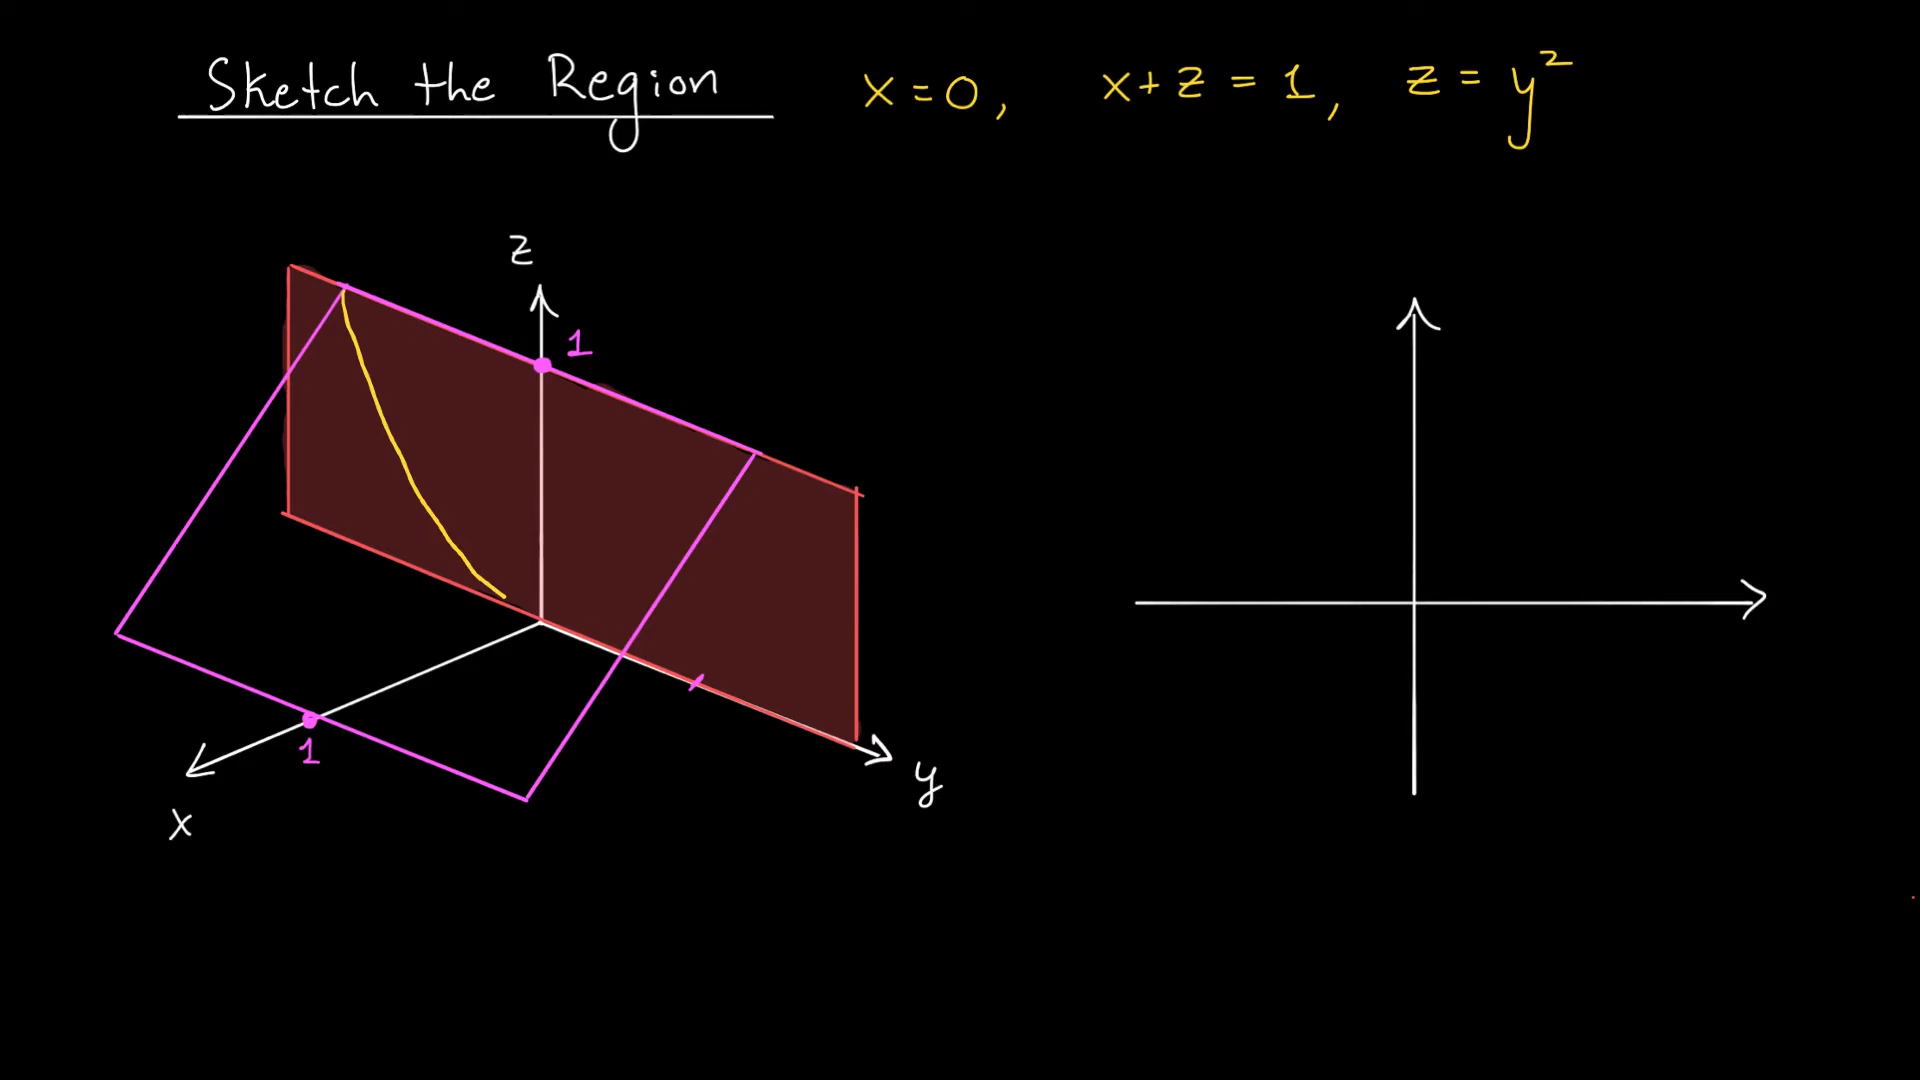 Sketch the Region x=0, x+z=1, z=y²
z
1
1
y
x